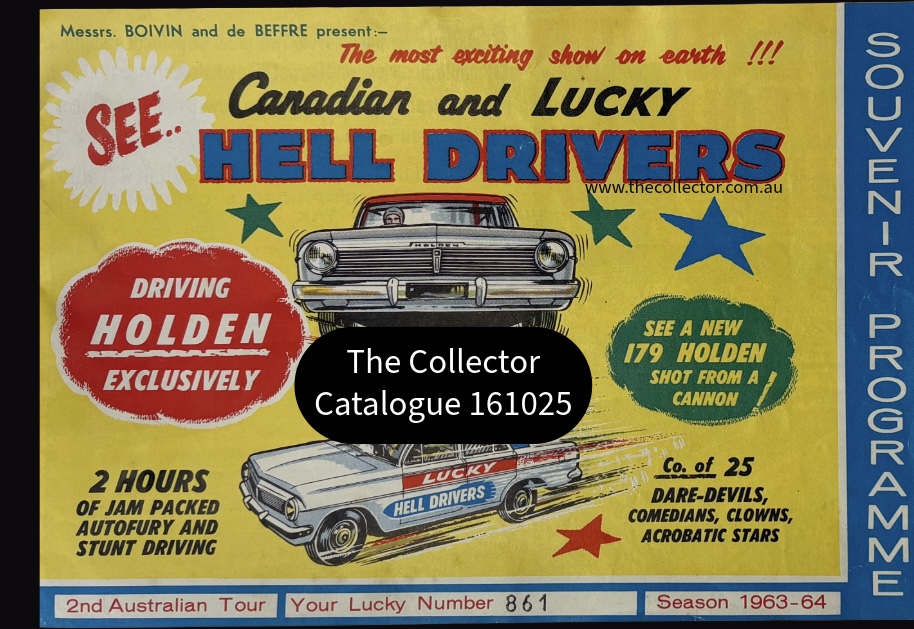 Messrs. BOIVIN and de BEFFRE present:–
The most exciting show on earth !!!
SEE..
Canadian and LUCKY
HELL DRIVERS
www.thecollector.com.au
HOLDEN
DRIVING
HOLDEN
EXCLUSIVELY
SEE A NEW
179 HOLDEN
SHOT FROM A
CANNON !
The Collector
Catalogue 161025
LUCKY
HELL DRIVERS
2 HOURS
OF JAM PACKED
AUTOFURY AND
STUNT DRIVING
Co. of 25
DARE-DEVILS,
COMEDIANS, CLOWNS,
ACROBATIC STARS
2nd Australian Tour
Your Lucky Number 861
Season 1963-64
SOUVENIR PROGRAMME